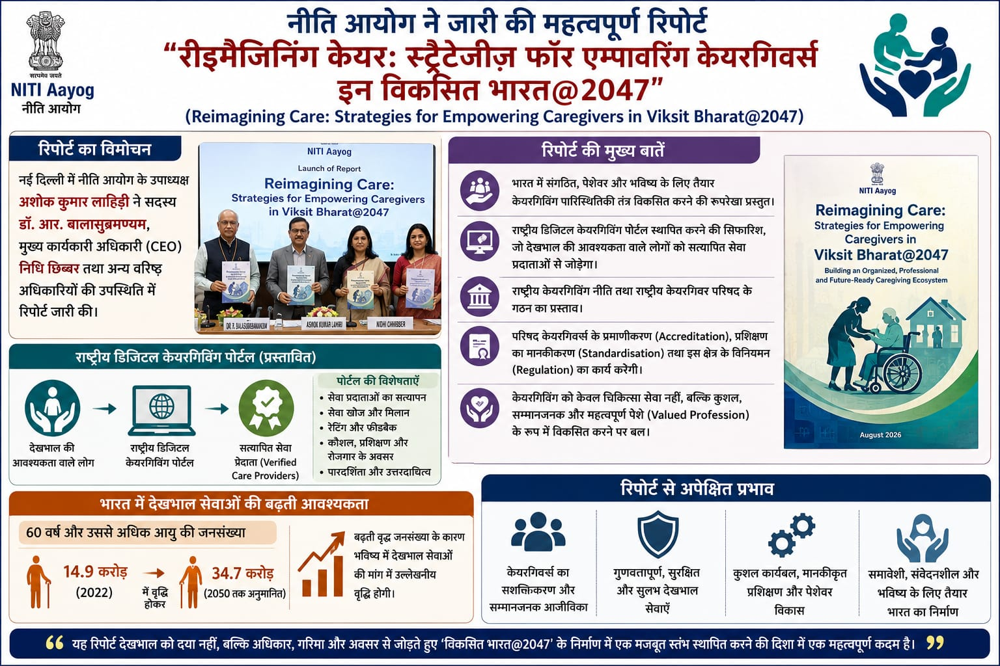 सत्यमेव जयते
NITI Aayog
नीति आयोग
नीति आयोग ने जारी की महत्वपूर्ण रिपोर्ट
“रीइमैजिनिंग केयर: स्ट्रैटेजीज़ फॉर एम्पावरिंग केयरगिवर्स
इन विकसित भारत@2047”
(Reimagining Care: Strategies for Empowering Caregivers in Viksit Bharat@2047)
रिपोर्ट का विमोचन
नई दिल्ली में नीति आयोग के उपाध्यक्ष
अशोक कुमार लाहिड़ी ने सदस्य
डॉ. आर. बालासुब्रमण्यम,
मुख्य कार्यकारी अधिकारी (CEO)
निधि छिब्बर तथा अन्य वरिष्ठ
अधिकारियों की उपस्थिति में
रिपोर्ट जारी की।
NITI Aayog
Launch of Report
Reimagining Care:
Strategies for Empowering Caregivers
in Viksit Bharat@2047
DR. R. BALASUBRAMANIAM
ASHOK KUMAR LAHIRI
NIDHI CHHIBBER
रिपोर्ट की मुख्य बातें
भारत में संगठित, पेशेवर और भविष्य के लिए तैयार
केयरगिविंग पारिस्थितिकी तंत्र विकसित करने की रूपरेखा प्रस्तुत।
राष्ट्रीय डिजिटल केयरगिविंग पोर्टल स्थापित करने की सिफारिश,
जो देखभाल की आवश्यकता वाले लोगों को सत्यापित सेवा
प्रदाताओं से जोड़ेगा।
राष्ट्रीय केयरगिविंग नीति तथा राष्ट्रीय केयरगिवर परिषद के
गठन का प्रस्ताव।
परिषद केयरगिवर्स के प्रमाणीकरण (Accreditation), प्रशिक्षण
का मानकीकरण (Standardisation) तथा इस क्षेत्र के विनियमन
(Regulation) का कार्य करेंगी।
केयरगिविंग को केवल चिकित्सा सेवा नहीं, बल्कि कुशल,
सम्मानजनक और महत्वपूर्ण पेशे (Valued Profession)
के रूप में विकसित करने पर बल।
NITI Aayog
Reimagining Care:
Strategies for Empowering
Caregivers in
Viksit Bharat@2047
Building an Organized, Professional
and Future-Ready Caregiving Ecosystem
August 2026
राष्ट्रीय डिजिटल केयरगिविंग पोर्टल (प्रस्तावित)
देखभाल की
आवश्यकता वाले लोग
राष्ट्रीय डिजिटल
केयरगिविंग पोर्टल
सत्यापित सेवा
प्रेदाता (Verified
Care Providers)
पोर्टल की विशेषताएँ
• सेवा प्रदाताओं का सत्यापन
• सेवा खोज और मिलान
• रेटिंग और फ़ीडबैक
• कौशल, प्रशिक्षण और
रोजगार के अवसर
• पारदर्शिता और उत्तरदायित्व
भारत में देखभाल सेवाओं की बढ़ती आवश्यकता
60 वर्ष और उससे अधिक आयु की जनसंख्या
14.9 करोड़
(2022)
में वृद्धि
होकर
34.7 करोड़
(2050 तक अनुमानित)
बढ़ती वृद्ध जनसंख्या के कारण
भविष्य में देखभाल सेवाओं
की मांग में उल्लेखनीय
वृद्धि होगी।
रिपोर्ट से अपेक्षित प्रभाव
केयरगिवर्स का
सशक्तिकरण और
सम्मानजनक आजीविका
गुणवतापूर्ण, सुरक्षित
और सुलभ देखभाल
सेवाएँ
कुशल कार्यबल, मानकीकृत
प्रशिक्षण और पेशेवर
विकास
समावेशी, संवेदनशील और
भविष्य के लिए तैयार
भारत का निर्माण
“ यह रिपोर्ट देखभाल को दया नहीं, बल्कि अधिकार, गरिमा और अवसर से जोड़ते हुए ‘विकसित भारत@2047’ के निर्माण में एक मजबूत स्तंभ स्थापित करने की दिशा में एक महत्वपूर्ण कदम है। ”